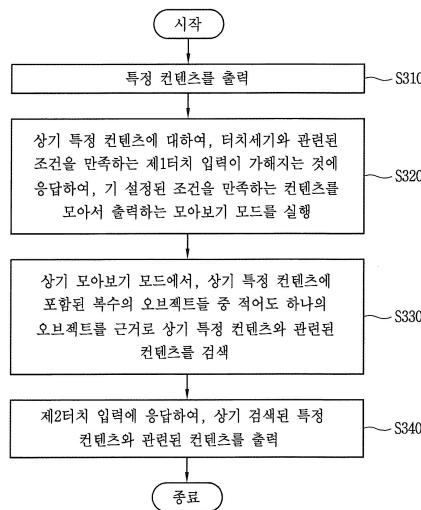 시작
특정 컨텐츠를 출력
S310
상기 특정 컨텐츠에 대하여, 터치세기와 관련된
조건을 만족하는 제1터치 입력이 가해지는 것에
응답하여, 기 설정된 조건을 만족하는 컨텐츠를
모아서 출력하는 모아보기 모드를 실행
S320
상기 모아보기 모드에서, 상기 특정 컨텐츠에
포함된 복수의 오브젝트들 중 적어도 하나의
오브젝트를 근거로 상기 특정 컨텐츠와 관련된
컨텐츠를 검색
S330
제2터치 입력에 응답하여, 상기 검색된 특정
컨텐츠와 관련된 컨텐츠를 출력
S340
종료